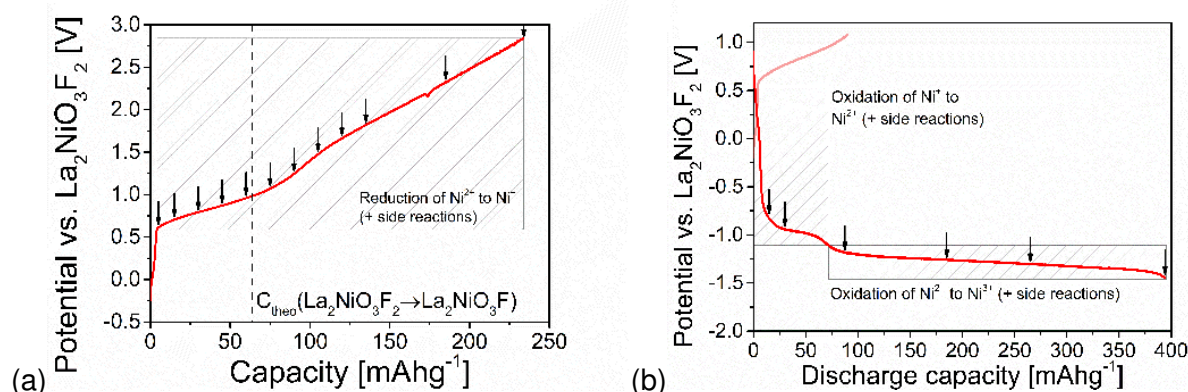 Potential vs. La₂NiO₃F₂ [V]
3.0
2.5
2.0
1.5
1.0
0.5
0.0
-0.5
Reduction of Ni²⁺ to Ni⁺
(+ side reactions)
C_theo(La₂NiO₃F₂→La₂NiO₃F)
0
50
100
150
200
250
Capacity [mAhg⁻¹]
(a)
Potential vs. La₂NiO₃F₂ [V]
1.0
0.5
0.0
-0.5
-1.0
-1.5
-2.0
Oxidation of Ni⁺ to
Ni²⁺ (+ side reactions)
Oxidation of Ni² to Ni³⁺ (+ side reactions)
0
50
100
150
200
250
300
350
400
Discharge capacity [mAhg⁻¹]
(b)